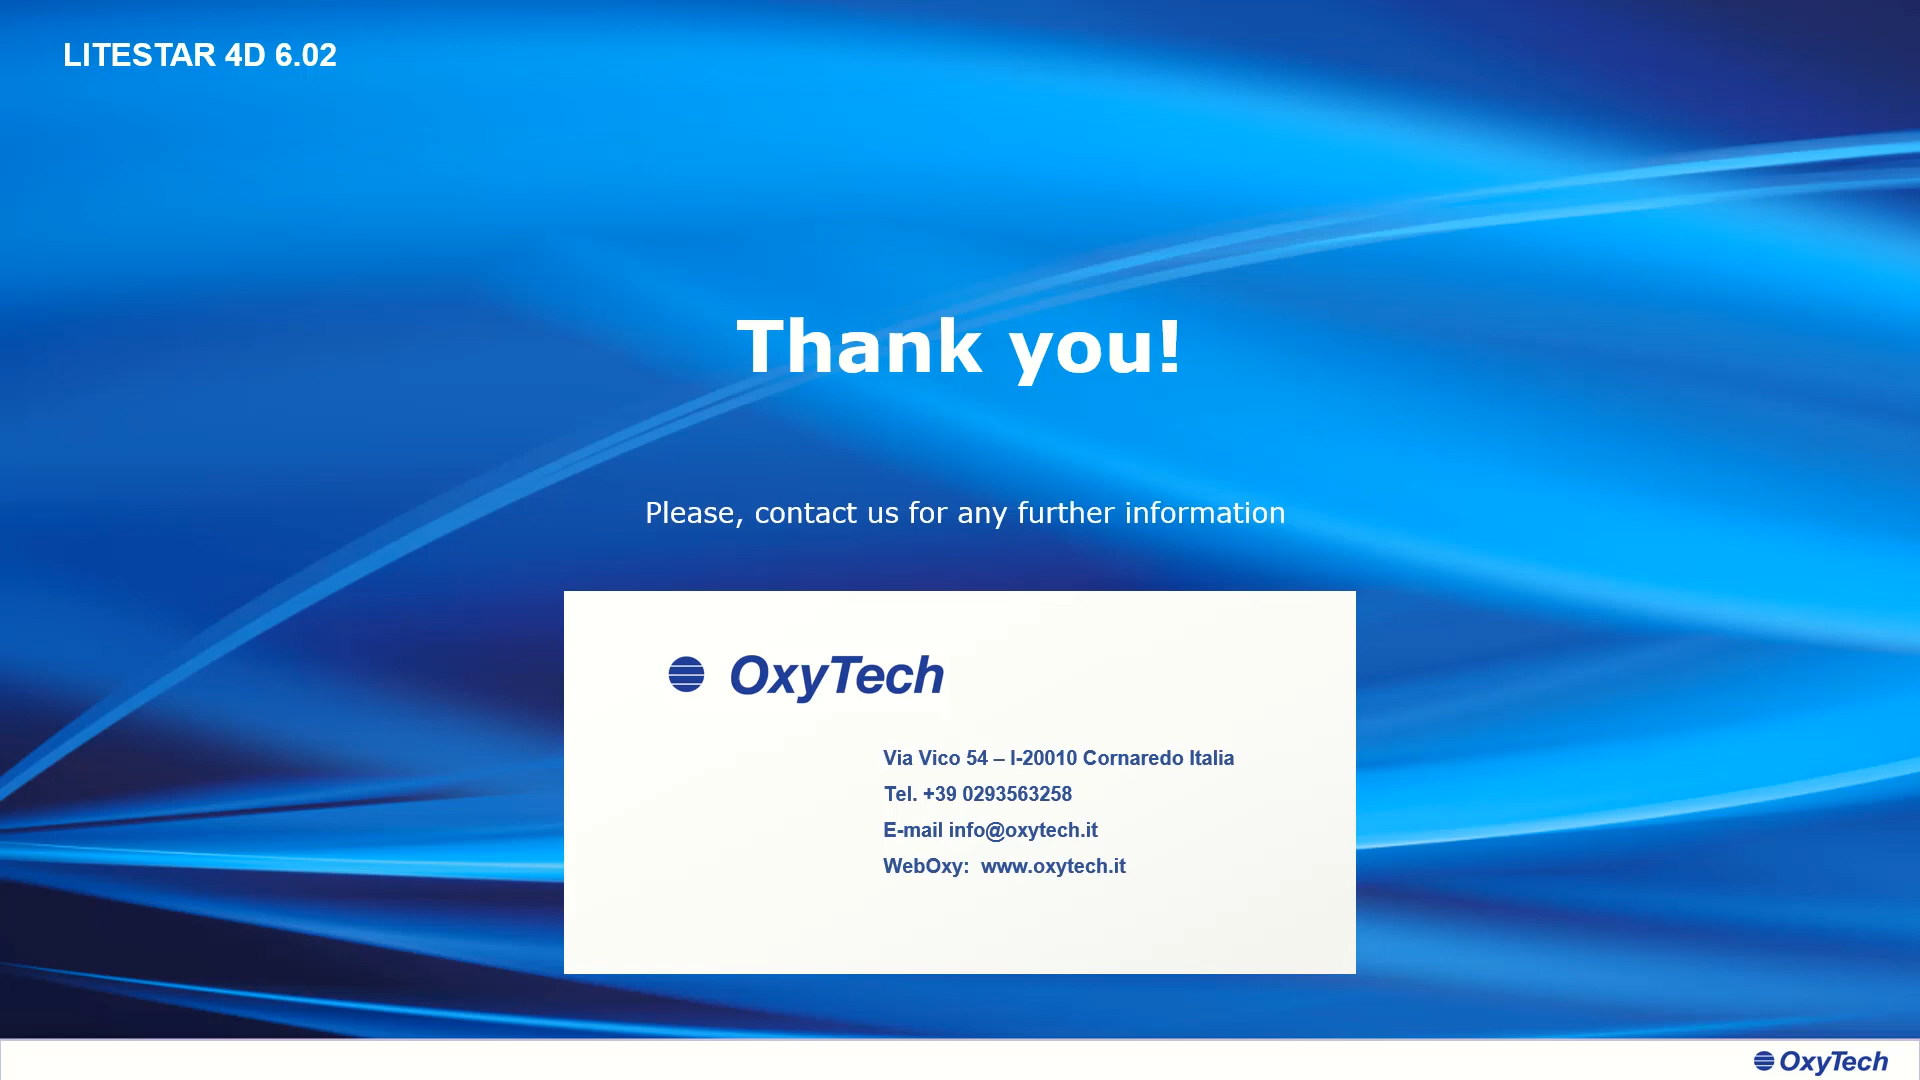 LITESTAR 4D 6.02
Thank you!
Please, contact us for any further information
OxyTech
Via Vico 54 – I-20010 Cornaredo Italia
Tel. +39 0293563258
E-mail info@oxytech.it
WebOxy:  www.oxytech.it
OxyTech